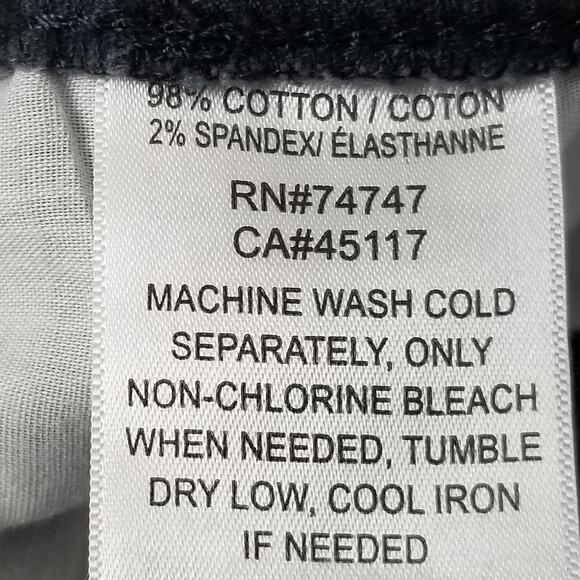 98% COTTON / COTON
2% SPANDEX/ ÉLASTHANNE
RN#74747
CA#45117
MACHINE WASH COLD
SEPARATELY, ONLY
NON-CHLORINE BLEACH
WHEN NEEDED, TUMBLE
DRY LOW, COOL IRON
IF NEEDED